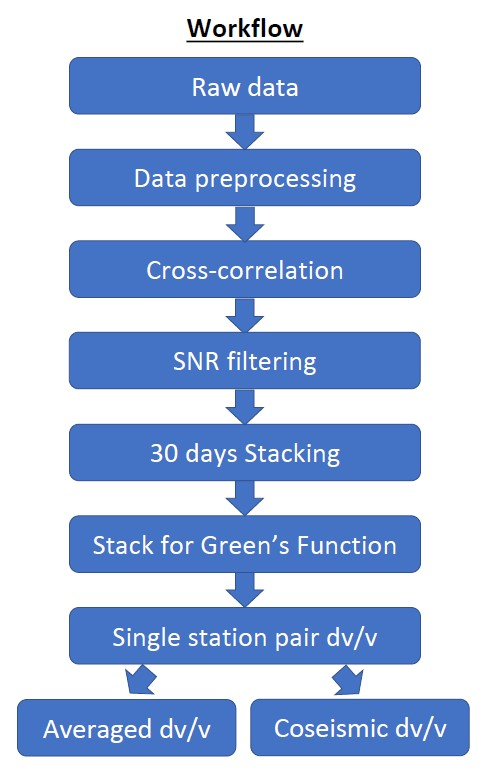 Workflow
Raw data
Data preprocessing
Cross-correlation
SNR filtering
30 days Stacking
Stack for Green’s Function
Single station pair dv/v
Averaged dv/v
Coseismic dv/v